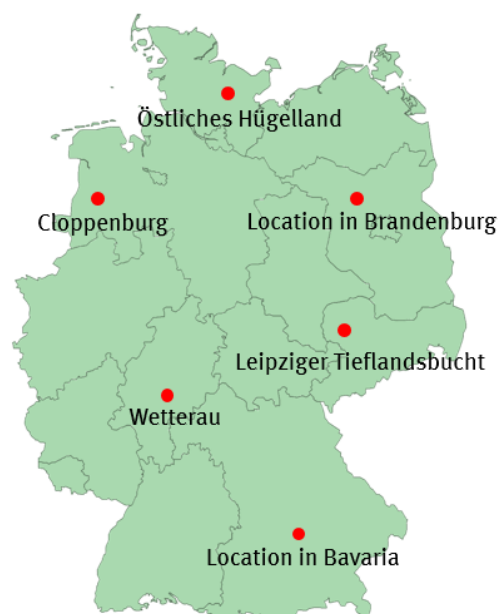 Östliches Hügelland
Cloppenburg
Location in Brandenburg
Leipziger Tieflandsbucht
Wetterau
Location in Bavaria